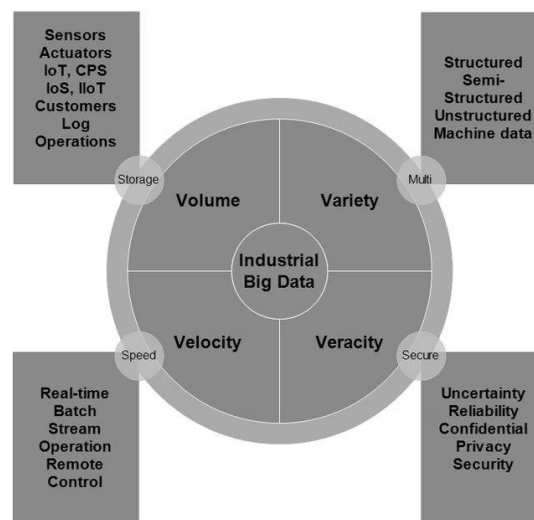 Sensors
Actuators
IoT, CPS
IoS, IIoT
Customers
Log
Operations
Structured
Semi-
Structured
Unstructured
Machine data
Storage
Multi
Volume
Variety
Industrial
Big Data
Velocity
Veracity
Speed
Secure
Real-time
Batch
Stream
Operation
Remote
Control
Uncertainty
Reliability
Confidential
Privacy
Security